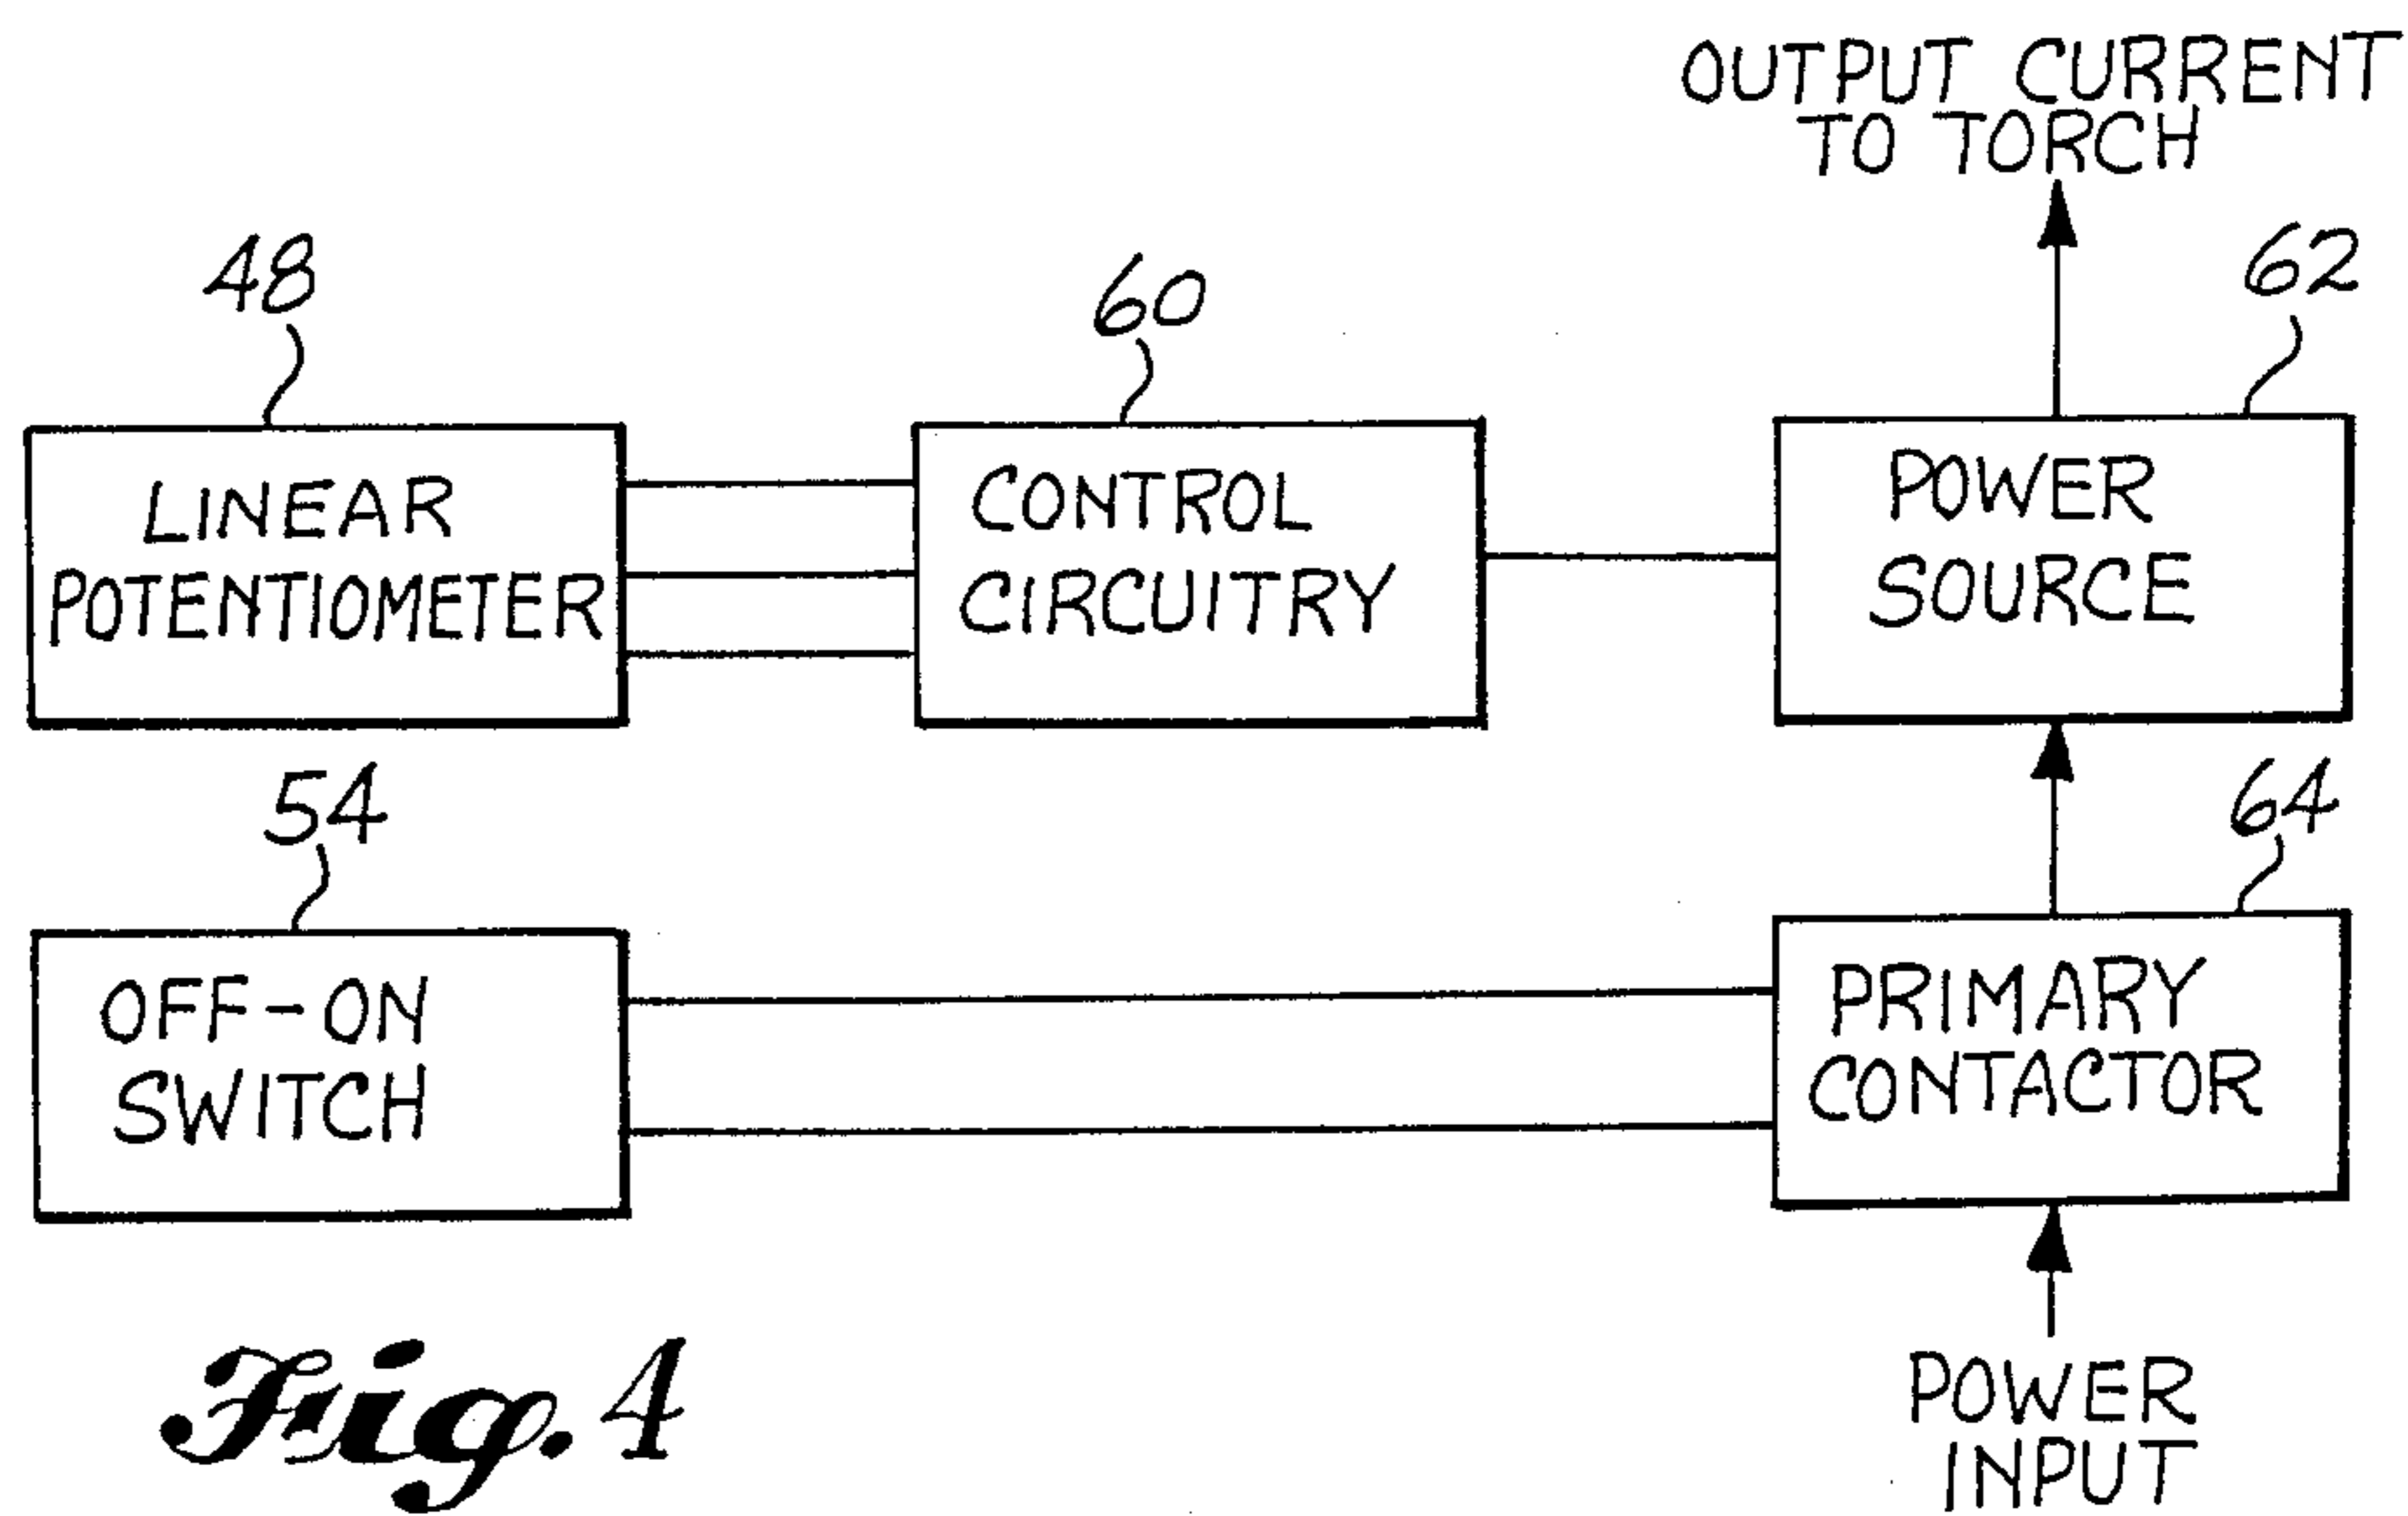 OUTPUT CURRENT
TO TORCH
48
60
62
LINEAR
POTENTIOMETER
CONTROL
CIRCUITRY
POWER
SOURCE
54
64
OFF-ON
SWITCH
PRIMARY
CONTACTOR
POWER
INPUT
Fig. 4